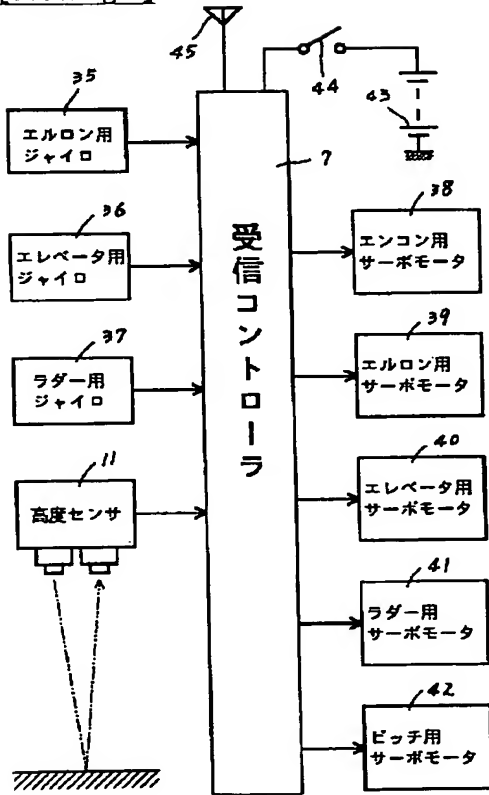 45
44
43
35
エルロン用
ジャイロ
7
36
エレベータ用
ジャイロ
38
エンコン用
サーボモータ
受信コントローラ
37
ラダー用
ジャイロ
39
エルロン用
サーボモータ
11
高度センサ
40
エレベータ用
サーボモータ
41
ラダー用
サーボモータ
42
ピッチ用
サーボモータ